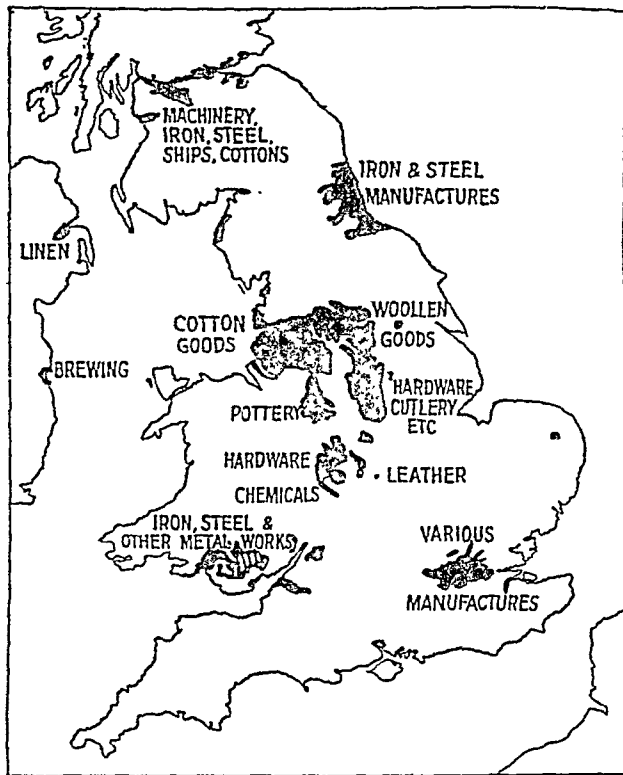 MACHINERY,
IRON, STEEL,
SHIPS, COTTONS
IRON & STEEL
MANUFACTURES
LINEN
COTTON
GOODS
WOOLLEN
GOODS
BREWING
POTTERY
HARDWARE
CUTLERY
ETC
HARDWARE
CHEMICALS
LEATHER
IRON, STEEL &
OTHER METAL WORKS
VARIOUS
MANUFACTURES